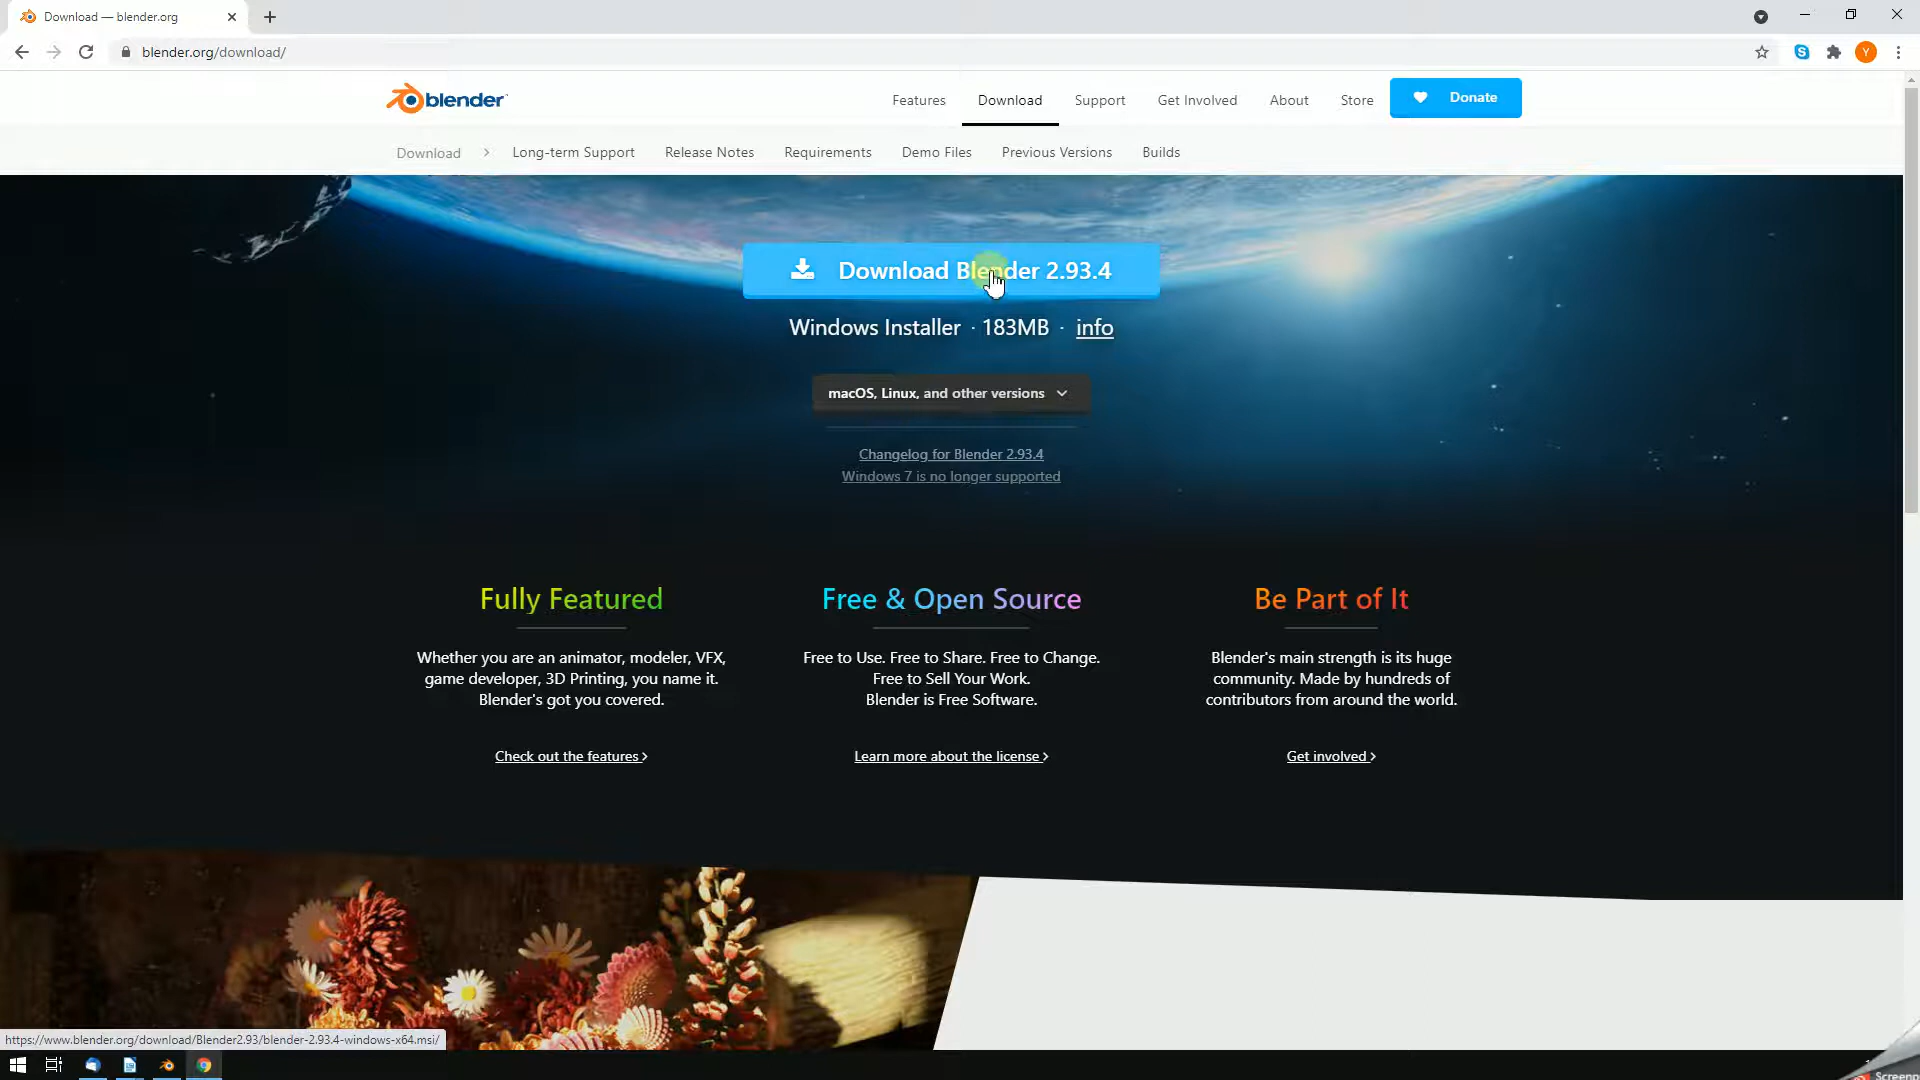 Download — blender.org
blender.org/download/
Y
blender
Features
Download
Support
Get Involved
About
Store
Donate
Download
Long-term Support
Release Notes
Requirements
Demo Files
Previous Versions
Builds
Download Blender 2.93.4
Windows Installer · 183MB · info
macOS, Linux, and other versions
Changelog for Blender 2.93.4
Windows 7 is no longer supported
Fully Featured
Whether you are an animator, modeler, VFX,
game developer, 3D Printing, you name it.
Blender's got you covered.
Check out the features
Free & Open Source
Free to Use. Free to Share. Free to Change.
Free to Sell Your Work.
Blender is Free Software.
Learn more about the license
Be Part of It
Blender's main strength is its huge
community. Made by hundreds of
contributors from around the world.
Get involved
https://www.blender.org/download/Blender2.93/blender-2.93.4-windows-x64.msi/